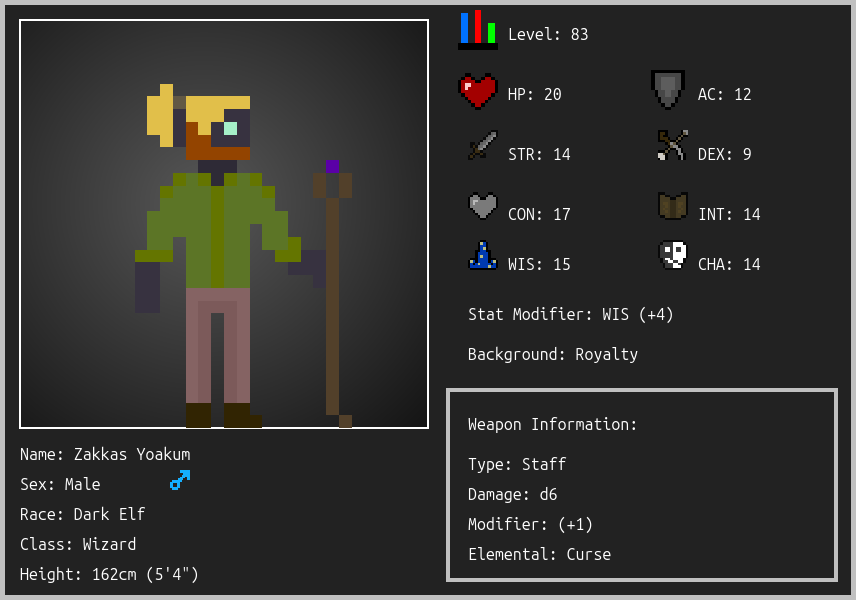 Level: 83
HP: 20
AC: 12
STR: 14
DEX: 9
CON: 17
INT: 14
WIS: 15
CHA: 14
Stat Modifier: WIS (+4)
Background: Royalty
Weapon Information:
Type: Staff
Damage: d6
Modifier: (+1)
Elemental: Curse
Name: Zakkas Yoakum
Sex: Male
Race: Dark Elf
Class: Wizard
Height: 162cm (5'4")